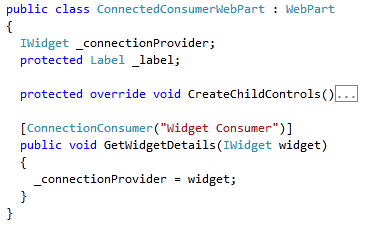 public class ConnectedConsumerWebPart : WebPart
{
  IWidget _connectionProvider;
  protected Label _label;

  protected override void CreateChildControls()...

  [ConnectionConsumer("Widget Consumer")]
  public void GetWidgetDetails(IWidget widget)
  {
    _connectionProvider = widget;
  }
}